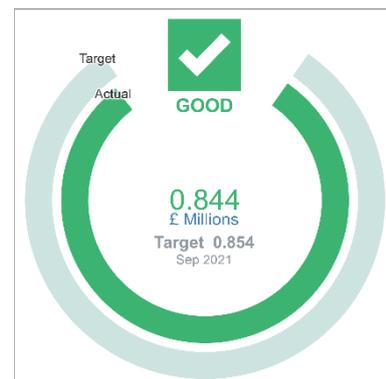 Target
Actual
GOOD
0.844
£ Millions
Target 0.854
Sep 2021